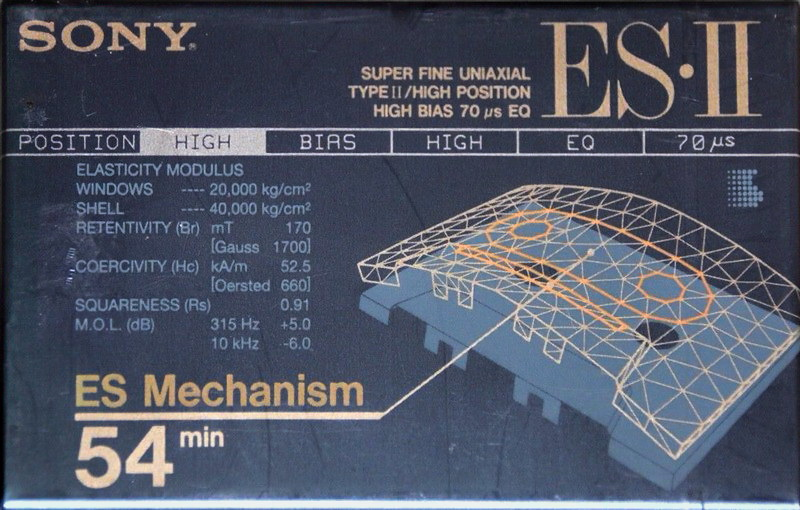 SONY®
ES·II
SUPER FINE UNIAXIAL
TYPE II/HIGH POSITION
HIGH BIAS 70 µs EQ
POSITION HIGH BIAS HIGH EQ 70 µs
ELASTICITY MODULUS
WINDOWS ---- 20,000 kg/cm²
SHELL ---- 40,000 kg/cm²
RETENTIVITY (Br) mT 170
[Gauss 1700]
COERCIVITY (Hc) kA/m 52.5
[Oersted 660]
SQUARENESS (Rs) 0.91
M.O.L. (dB) 315 Hz +5.0
10 kHz -6.0
ES Mechanism
54 min